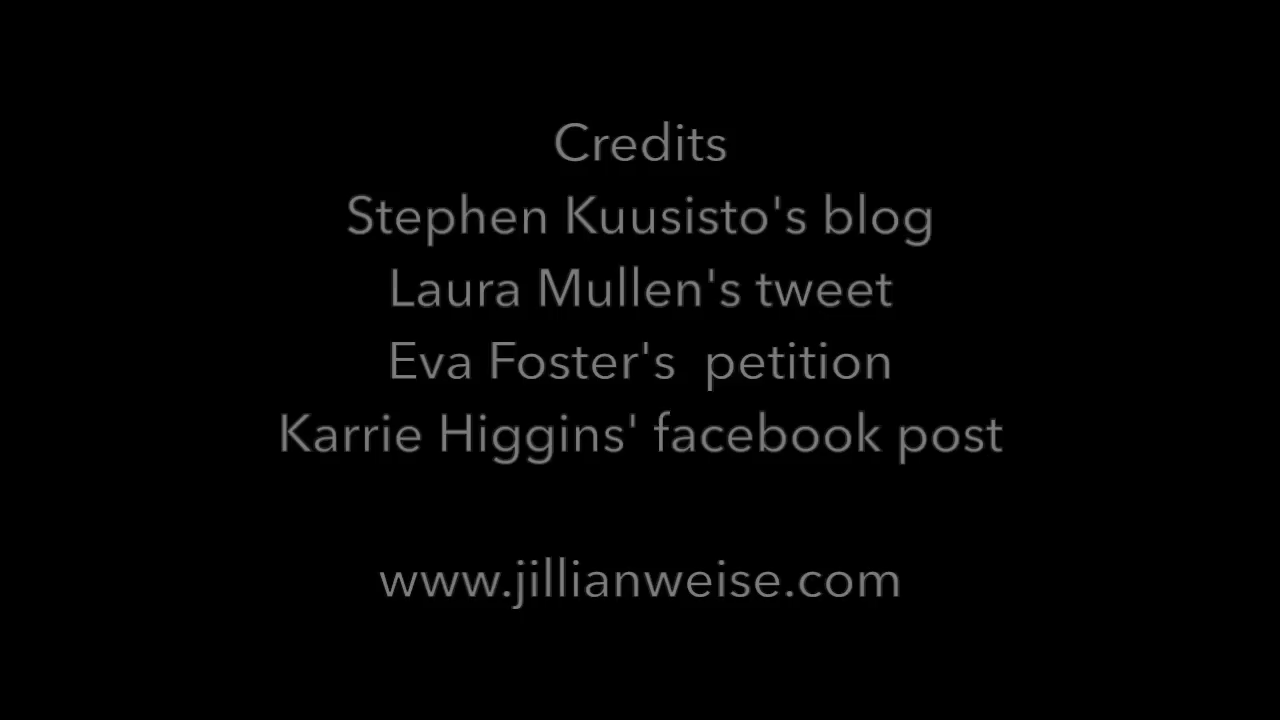 Credits
Stephen Kuusisto's blog
Laura Mullen's tweet
Eva Foster's  petition
Karrie Higgins' facebook post
www.jillianweise.com